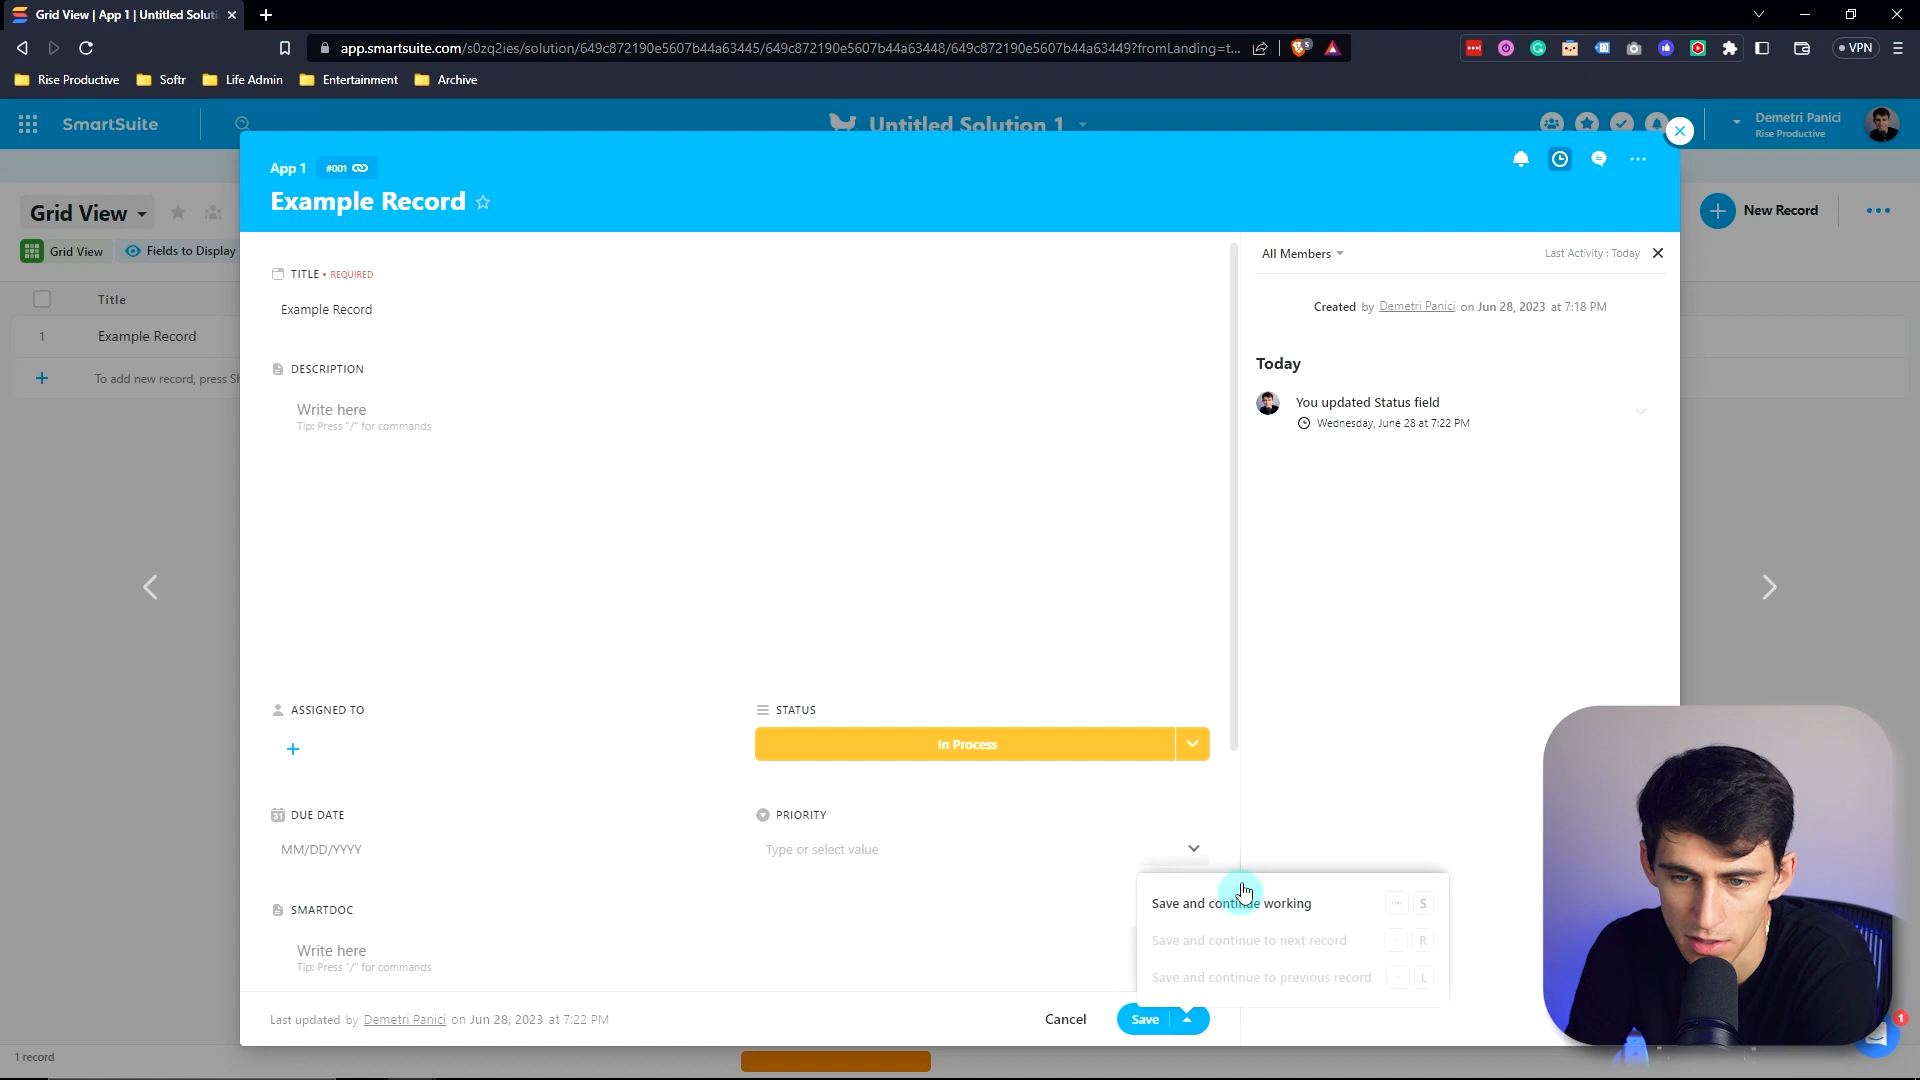 Grid View | App 1 | Untitled Soluti
app.smartsuite.com/s0zq2ies/solution/649c872190e5607b44a63445/649c872190e5607b44a63448/649c872190e5607b44a63449?fromLanding=t...
VPN
Rise Productive
Softr
Life Admin
Entertainment
Archive
SmartSuite
Untitled Solution 1
Demetri Panici
Rise Productive
App 1
#001
Example Record
Grid View
New Record
Grid View
Fields to Display
All Members
Last Activity : Today
TITLE • REQUIRED
Title
Created by Demetri Panici on Jun 28, 2023 at 7:18 PM
Example Record
1
Example Record
Today
DESCRIPTION
To add new record, press Sh
You updated Status field
Wednesday, June 28 at 7:22 PM
Write here
Tip: Press "/" for commands
ASSIGNED TO
STATUS
In Process
DUE DATE
PRIORITY
MM/DD/YYYY
Type or select value
Save and continue working
S
SMARTDOC
Save and continue to next record
R
Write here
Tip: Press "/" for commands
Save and continue to previous record
L
Last updated by Demetri Panici on Jun 28, 2023 at 7:22 PM
Cancel
Save
1
1 record